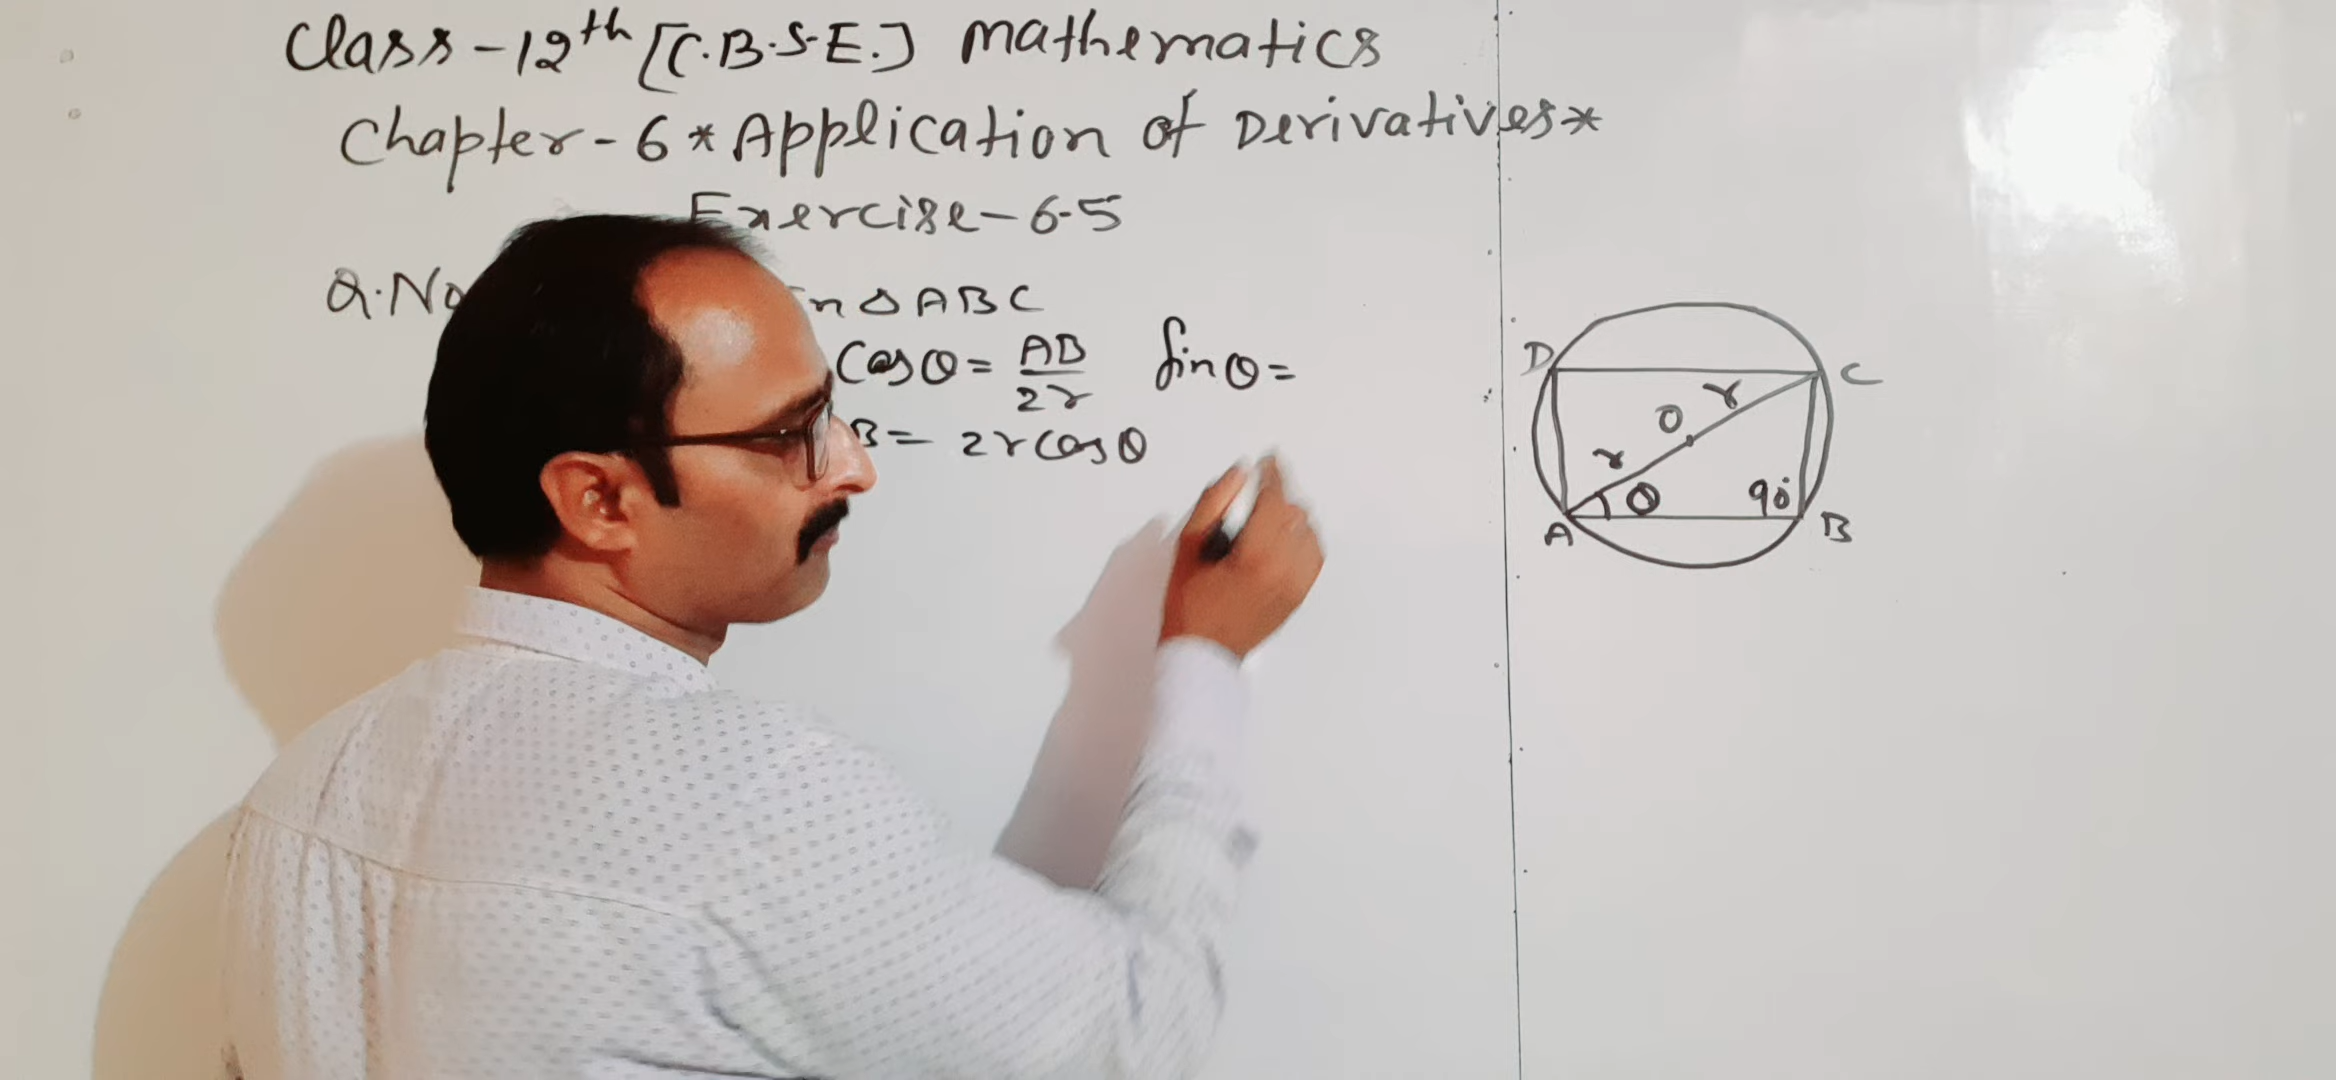 Class-12th [C.B.S.E.] Mathematics
Chapter-6 * Application of Derivatives *
Exercise-6.5
Q.No
in Δ ABC
Cosθ = AB/2r Sinθ =
B = 2r Cosθ
D C
O r
r
θ 90°
A B